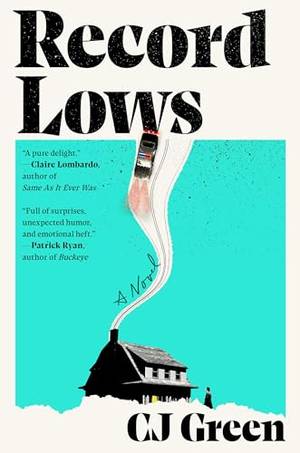 Record
Lows
“A pure delight.”
—Claire Lombardo,
author of
Same As It Ever Was
“Full of surprises,
unexpected humor,
and emotional heft.”
—Patrick Ryan,
author of Buckeye
A Novel
CJ Green